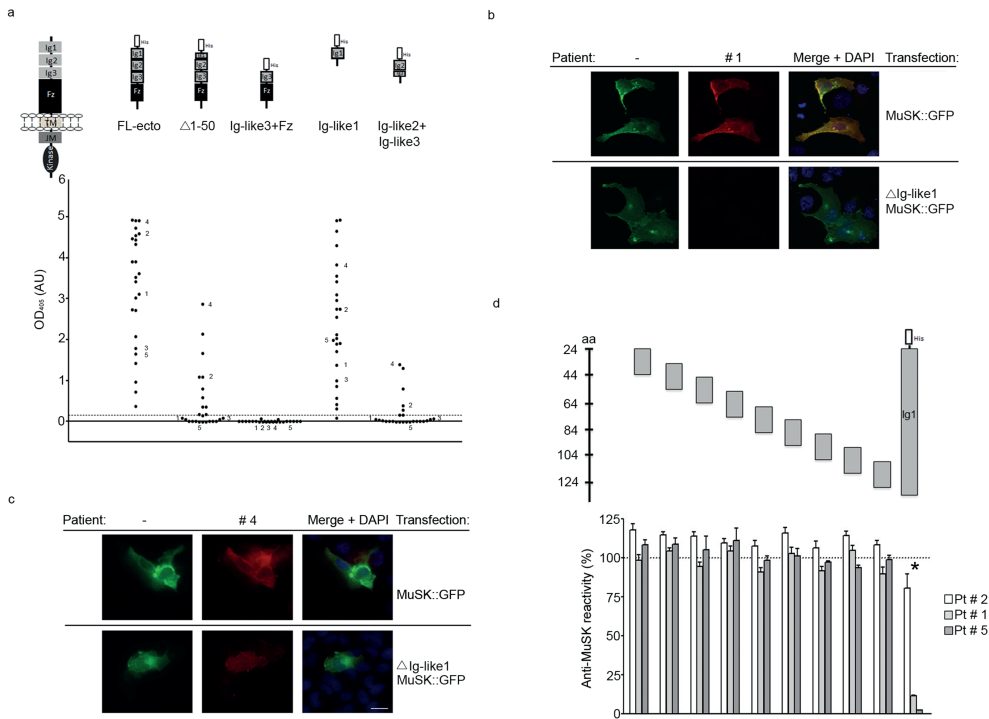 a
Ig1
Ig2
Ig3
Fz
TM
JM
Kinase
His
Ig1
Ig2
Ig3
Fz
FL-ecto
His
Ig2
Ig3
Fz
△1-50
His
Ig3
Fz
Ig-like3+Fz
His
Ig1
Ig-like1
His
Ig2
Ig-like2+
Ig-like3
OD405 (AU)
6
5
4
3
2
1
0
4
2
1
3
5
4
2
1 3
5
1 2 3 4 5
4
2
5
1
3
4
2
1 3
5
b
Patient: - # 1 Merge + DAPI Transfection:
MuSK::GFP
△Ig-like1
MuSK::GFP
c
Patient: - # 4 Merge + DAPI Transfection:
MuSK::GFP
△Ig-like1
MuSK::GFP
d
aa
24
44
64
84
104
124
His
Ig1
Anti-MuSK reactivity (%)
125
100
75
50
25
0
*
Pt # 2
Pt # 1
Pt # 5